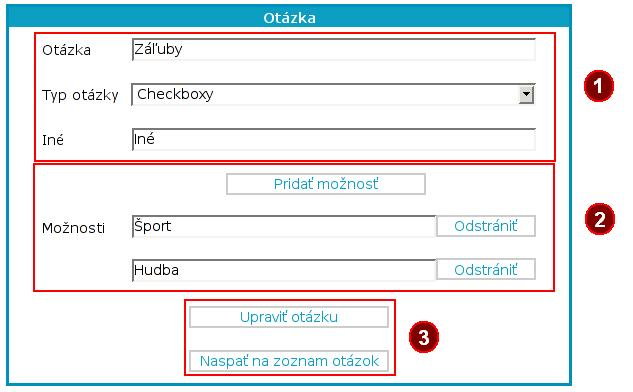 Otázka
Otázka Záľuby
Typ otázky Checkboxy
Iné Iné
1
Pridať možnosť
Možnosti Šport Odstrániť
2
Hudba Odstrániť
Upraviť otázku
3
Naspať na zoznam otázok